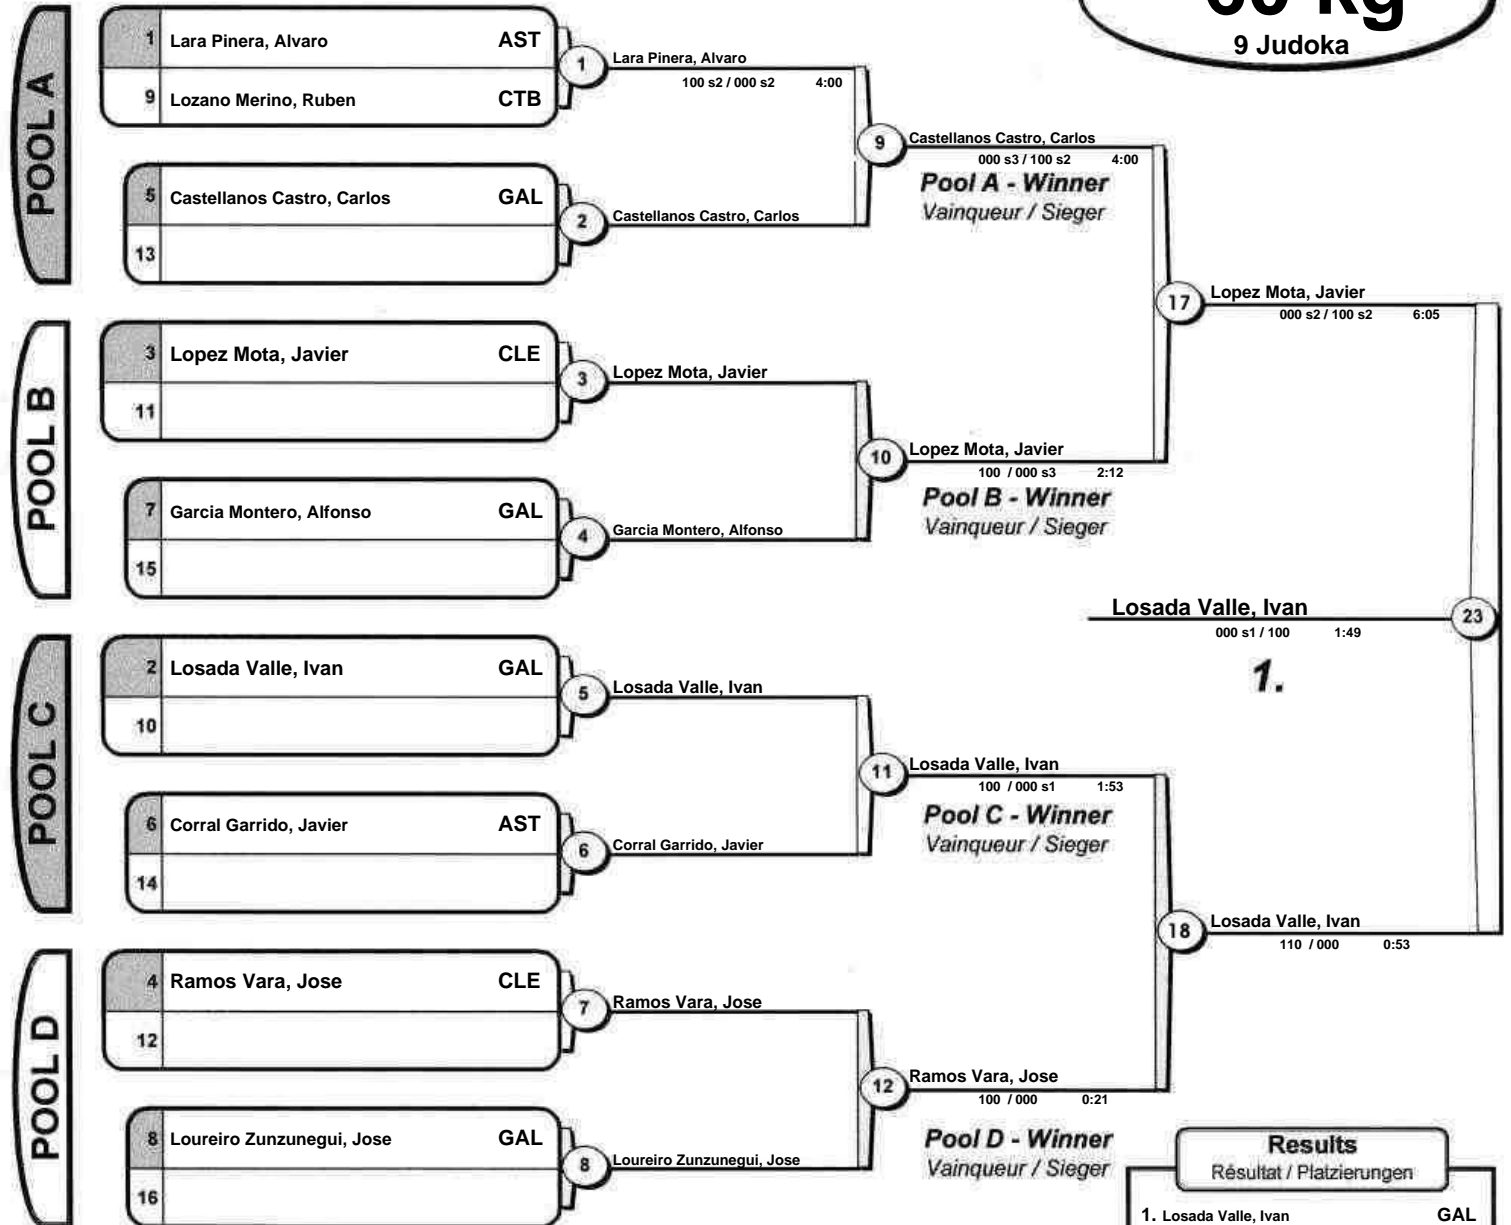 60 kg
9 Judoka
POOL A
1 Lara Pinera, Alvaro AST
9 Lozano Merino, Ruben CTB
5 Castellanos Castro, Carlos GAL
13
1 Lara Pinera, Alvaro
100 s2 / 000 s2 4:00
2 Castellanos Castro, Carlos
9 Castellanos Castro, Carlos
000 s3 / 100 s2 4:00
Pool A - Winner
Vainqueur / Sieger
POOL B
3 Lopez Mota, Javier CLE
11
7 Garcia Montero, Alfonso GAL
15
3 Lopez Mota, Javier
4 Garcia Montero, Alfonso
10 Lopez Mota, Javier
100 / 000 s3 2:12
Pool B - Winner
Vainqueur / Sieger
17 Lopez Mota, Javier
000 s2 / 100 s2 6:05
Losada Valle, Ivan 23
000 s1 / 100 1:49
1.
POOL C
2 Losada Valle, Ivan GAL
10
6 Corral Garrido, Javier AST
14
5 Losada Valle, Ivan
6 Corral Garrido, Javier
11 Losada Valle, Ivan
100 / 000 s1 1:53
Pool C - Winner
Vainqueur / Sieger
18 Losada Valle, Ivan
110 / 000 0:53
POOL D
4 Ramos Vara, Jose CLE
12
8 Loureiro Zunzunegui, Jose GAL
16
7 Ramos Vara, Jose
8 Loureiro Zunzunegui, Jose
12 Ramos Vara, Jose
100 / 000 0:21
Pool D - Winner
Vainqueur / Sieger
Results
Résultat / Platzierungen
1. Losada Valle, Ivan GAL